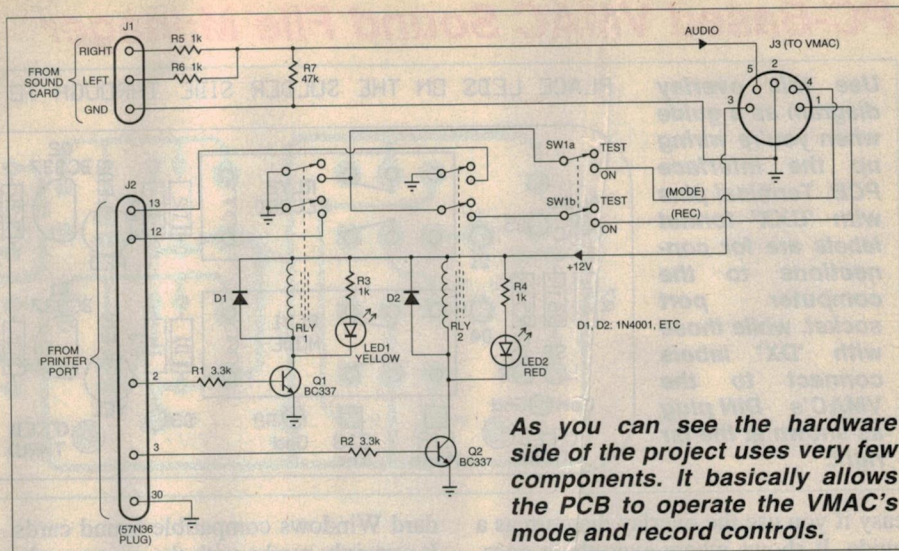 J1
RIGHT
R5 1k
AUDIO
J3 (TO VMAC)
FROM
SOUND
CARD
LEFT
R6 1k
R7
47k
GND
5
2
4
3
1
SW1a
TEST
ON
J2
13
12
(MODE)
SW1b
TEST
(REC)
ON
+12V
D1
R3
1k
D2
R4
1k
RLY
1
RLY
2
D1, D2: 1N4001, ETC
LED1
YELLOW
LED2
RED
FROM
PRINTER
PORT
2
R1 3.3k
Q1
BC337
3
R2 3.3k
Q2
BC337
30
57N36
PLUG)
As you can see the hardware
side of the project uses very few
components. It basically allows
the PCB to operate the VMAC's
mode and record controls.